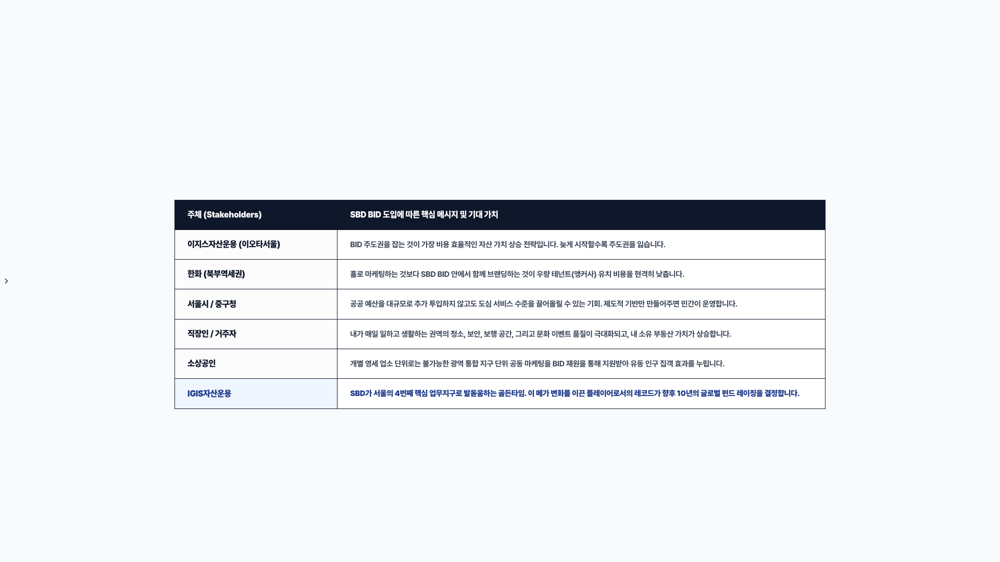 주체 (Stakeholders)
SBD BID 도입에 따른 핵심 메시지 및 기대 가치
이지스자산운용 (이오타서울)
BID 주도권을 잡는 것이 가장 비용 효율적인 자산 가치 상승 전략입니다. 늦게 시작할수록 주도권을 잃습니다.
한화 (북부역세권)
홀로 마케팅하는 것보다 SBD BID 안에서 함께 브랜딩하는 것이 우량 테넌트(앵커사) 유치 비용을 현격히 낮춥니다.
서울시 / 중구청
공공 예산을 대규모로 추가 투입하지 않고도 도심 서비스 수준을 끌어올릴 수 있는 기회. 제도적 기반만 만들어주면 민간이 운영합니다.
직장인 / 거주자
내가 매일 일하고 생활하는 권역의 청소, 보안, 보행 공간, 그리고 문화 이벤트 품질이 극대화되고, 내 소유 부동산 가치가 상승합니다.
소상공인
개별 영세 업소 단위로는 불가능한 광역 통합 지구 단위 공동 마케팅을 BID 재원을 통해 지원받아 유동 인구 집객 효과를 누립니다.
IGIS자산운용
SBD가 서울의 4번째 핵심 업무지구로 발돋움하는 골든타임. 이 메가 변화를 이끈 플레이어로서의 레코드가 향후 10년의 글로벌 펀드 레이징을 결정합니다.